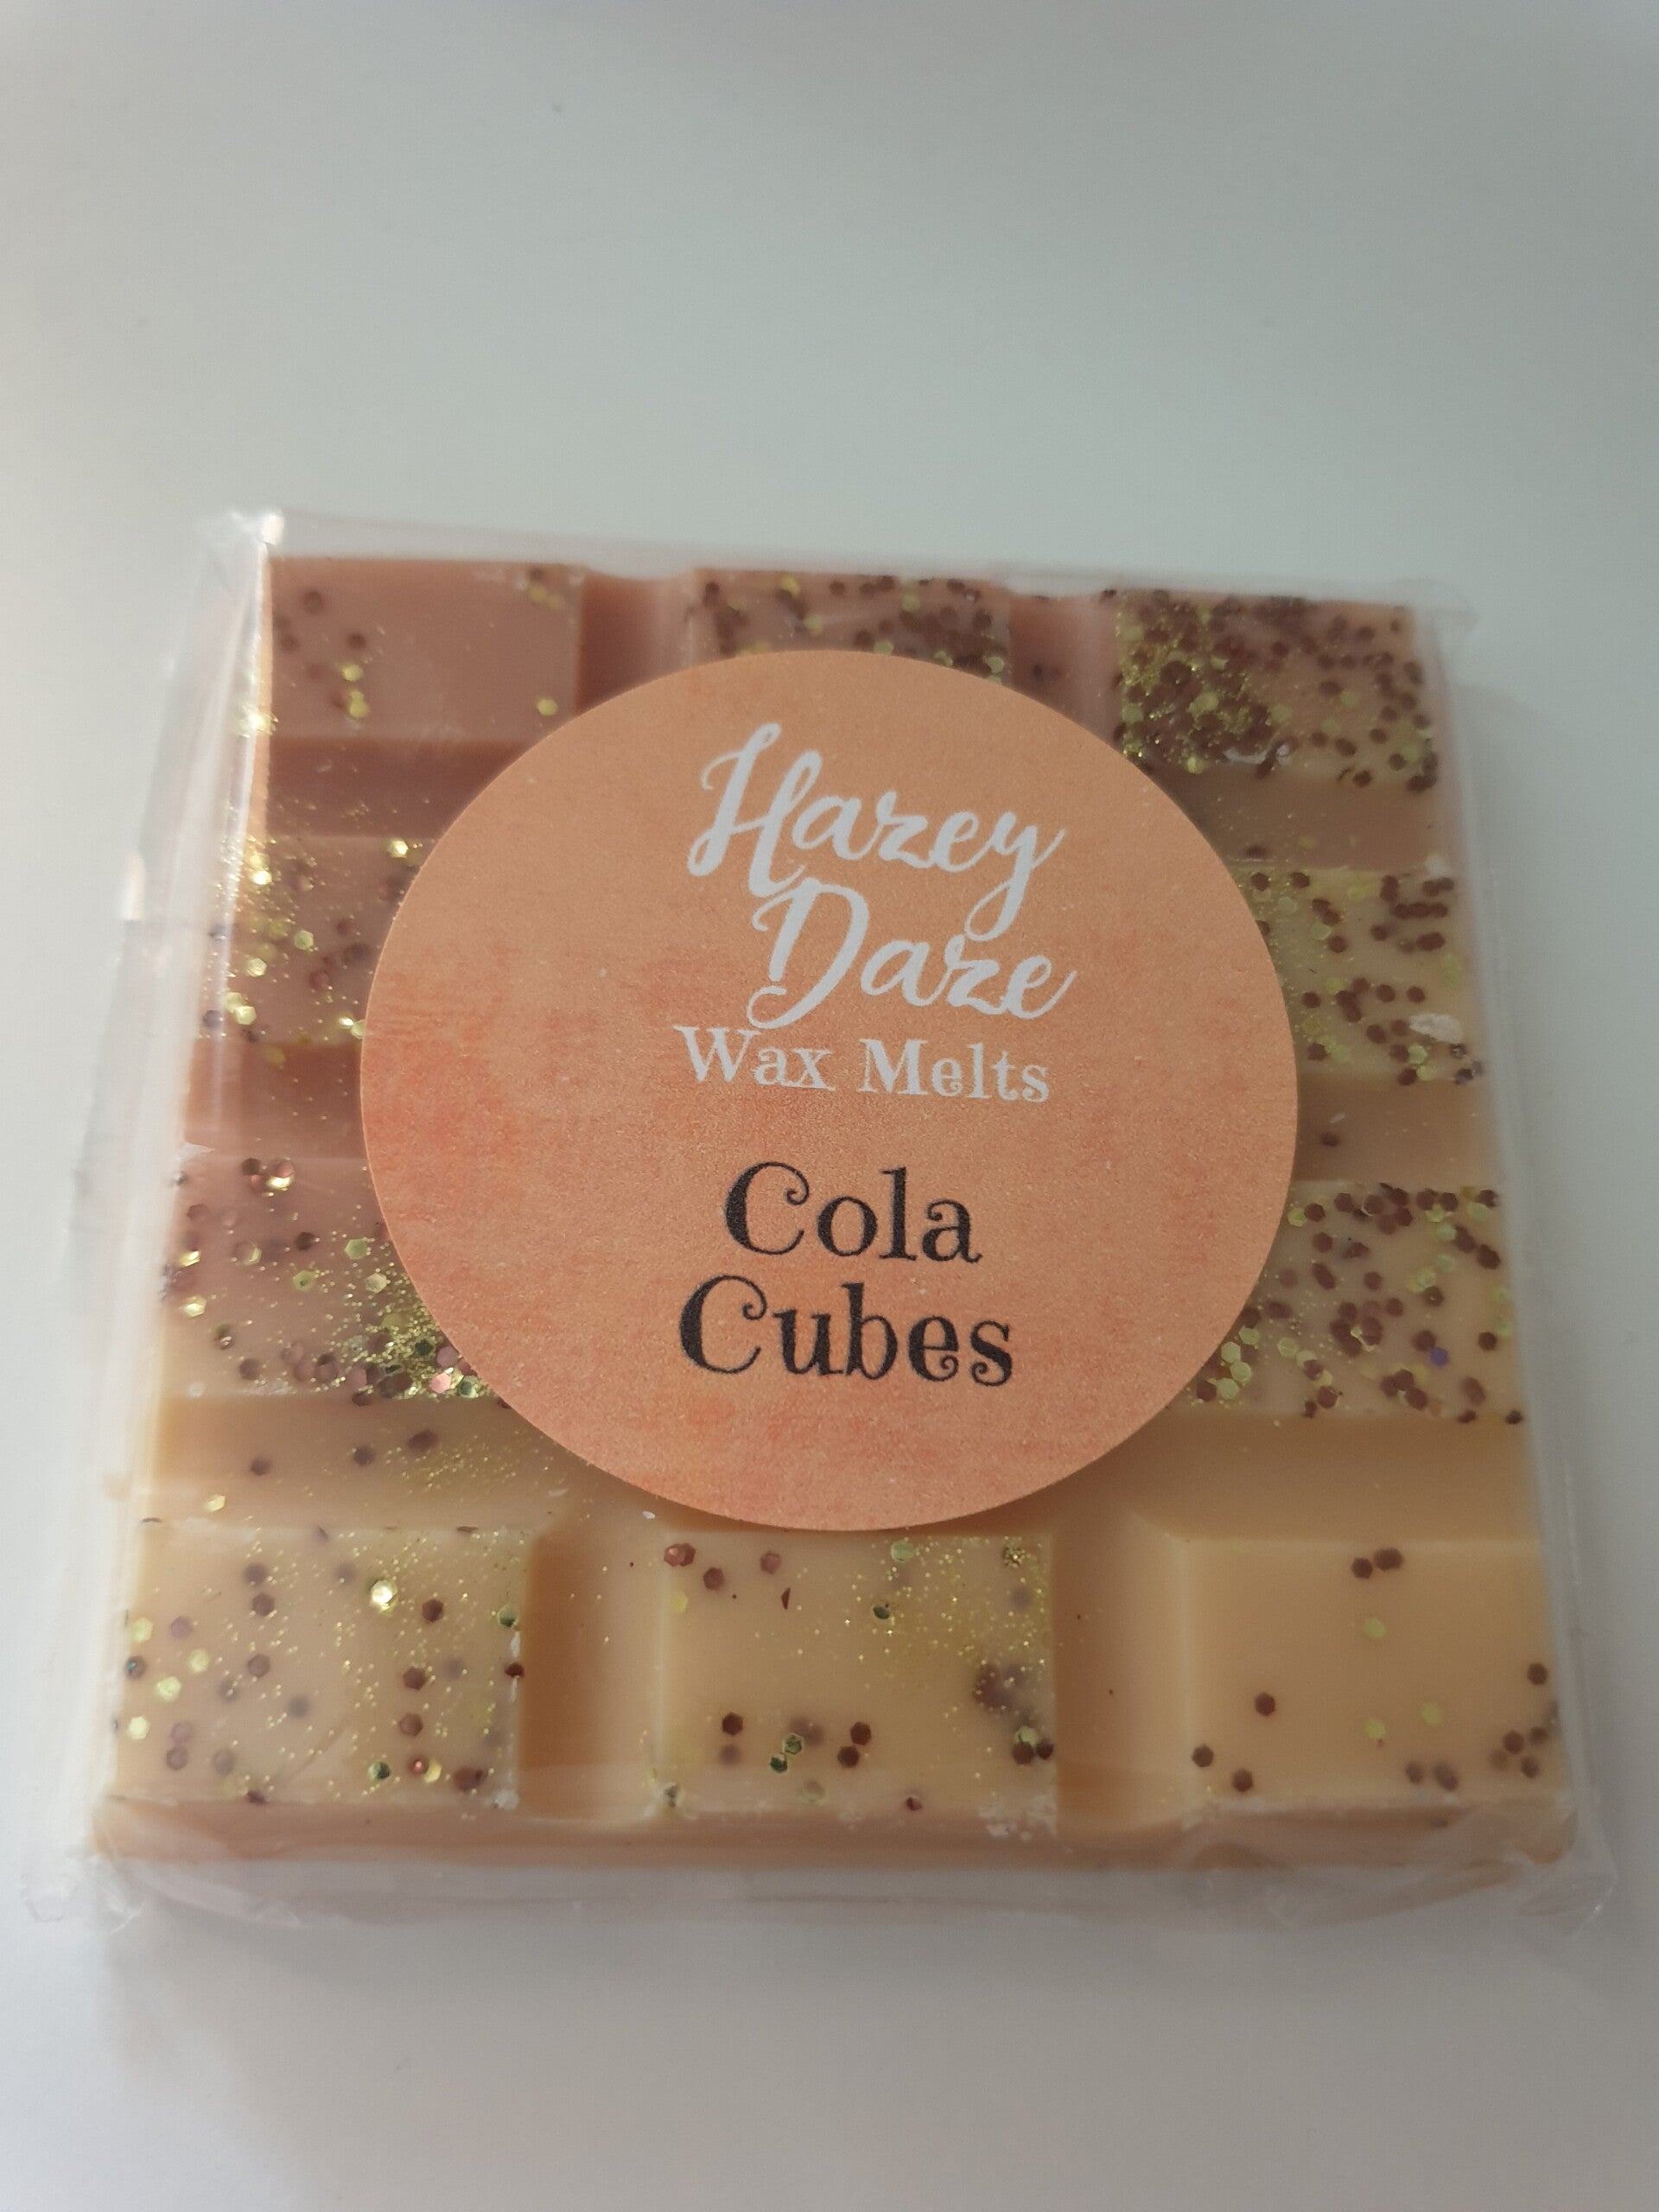 Hazey
Daze
Wax Melts
Cola
Cubes